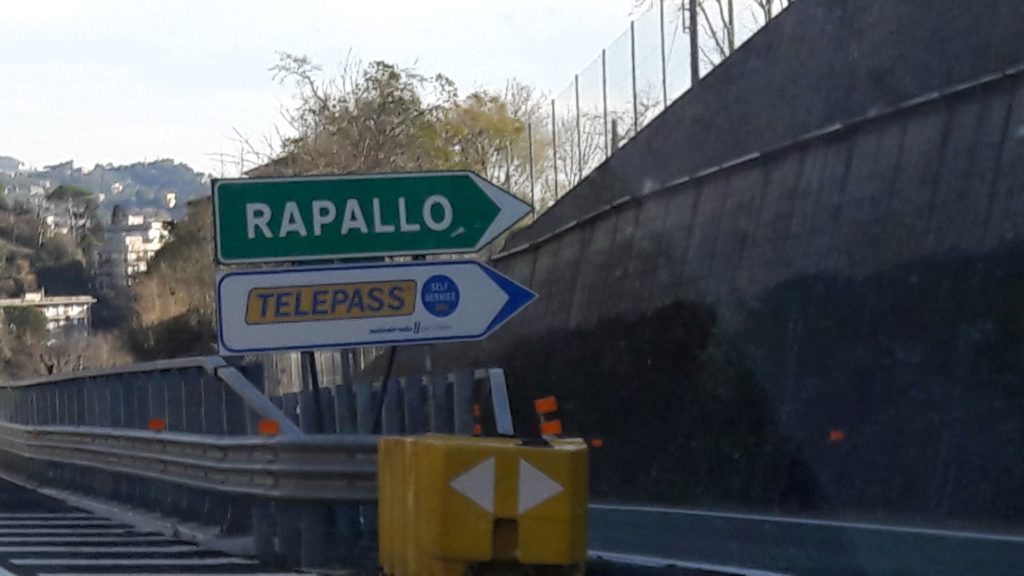 RAPALLO
TELEPASS
SELF
SERVICE